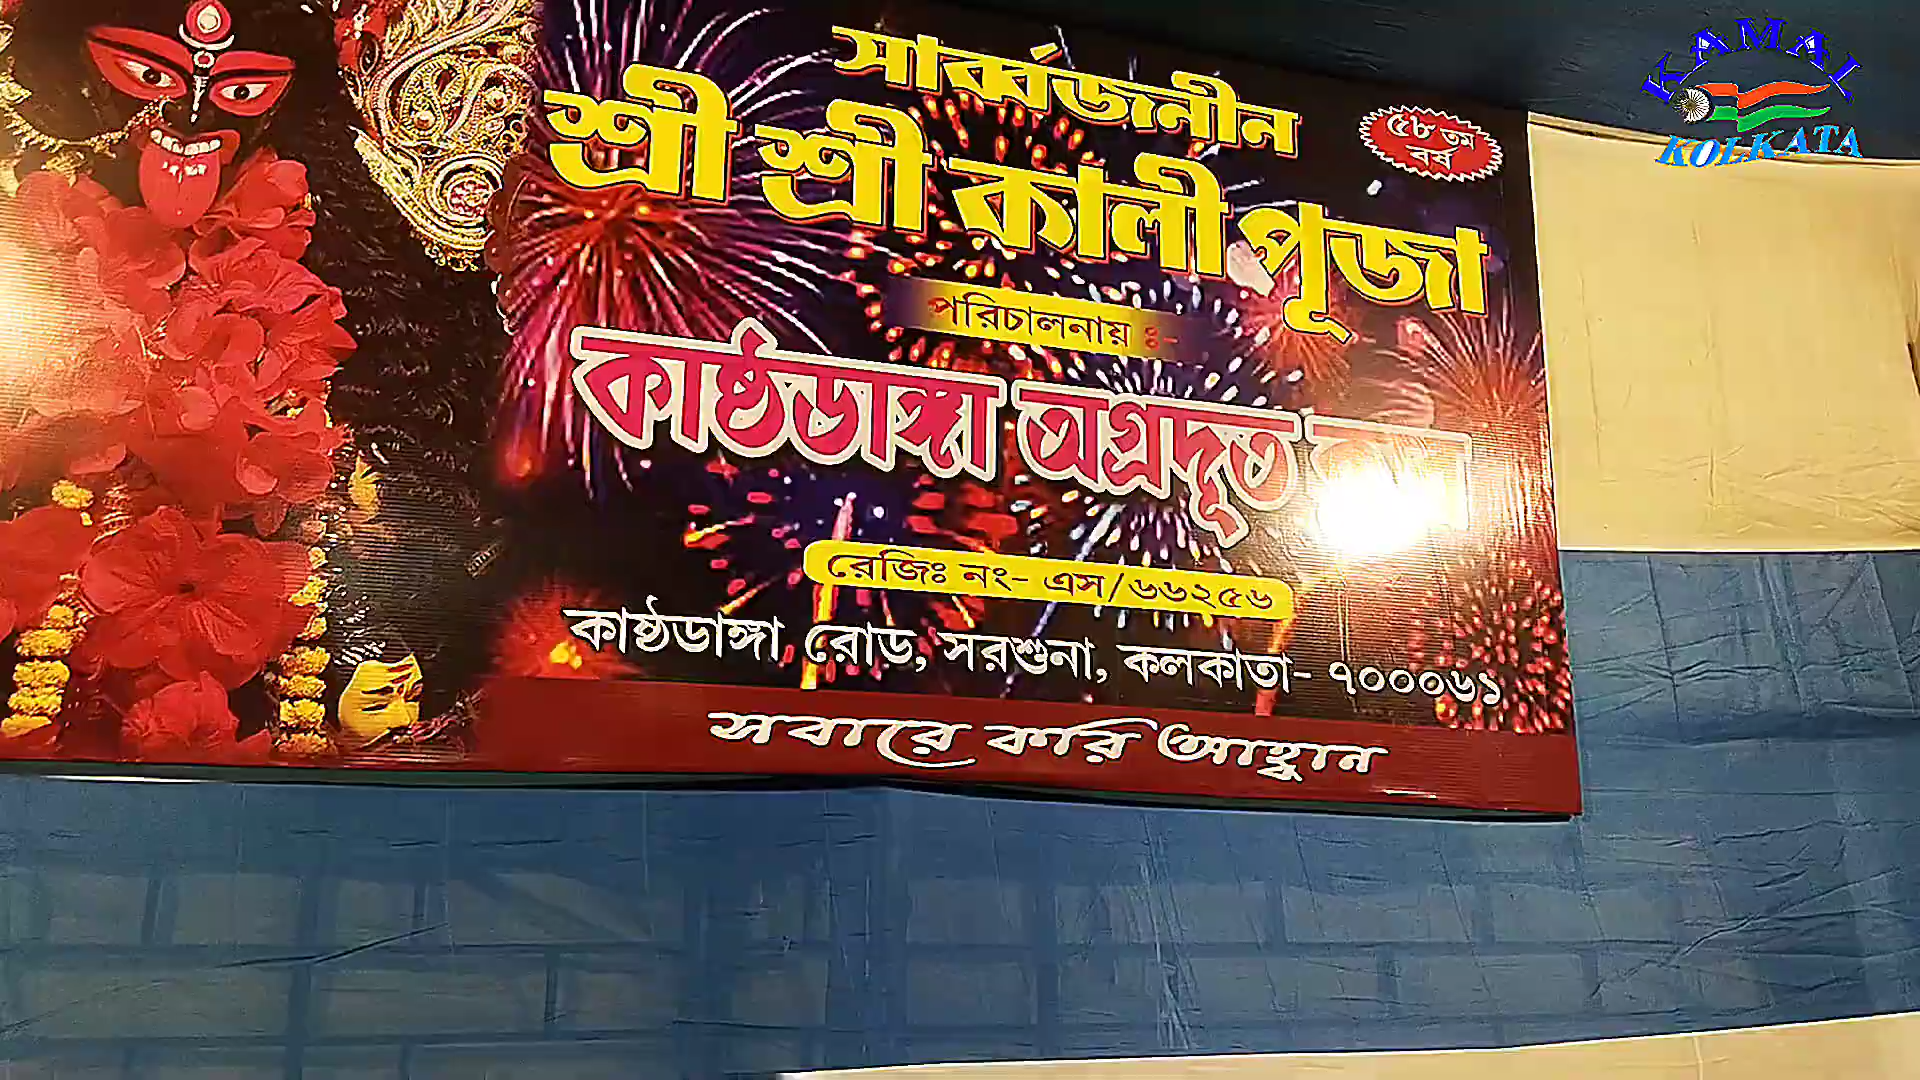 সার্ব্বজনীন
শ্রী শ্রী কালী পূজা
৫৮ তম
বর্ষ
পরিচালনায় ঃ-
কাষ্ঠডাঙ্গা অগ্রদূত
রেজিঃ নং- এস/৬৬২৫৬
কাষ্ঠডাঙ্গা রোড, সরশুনা, কলকাতা- ৭০০০৬১
সবারে করি আহ্বান
KAMAL
KOLKATA